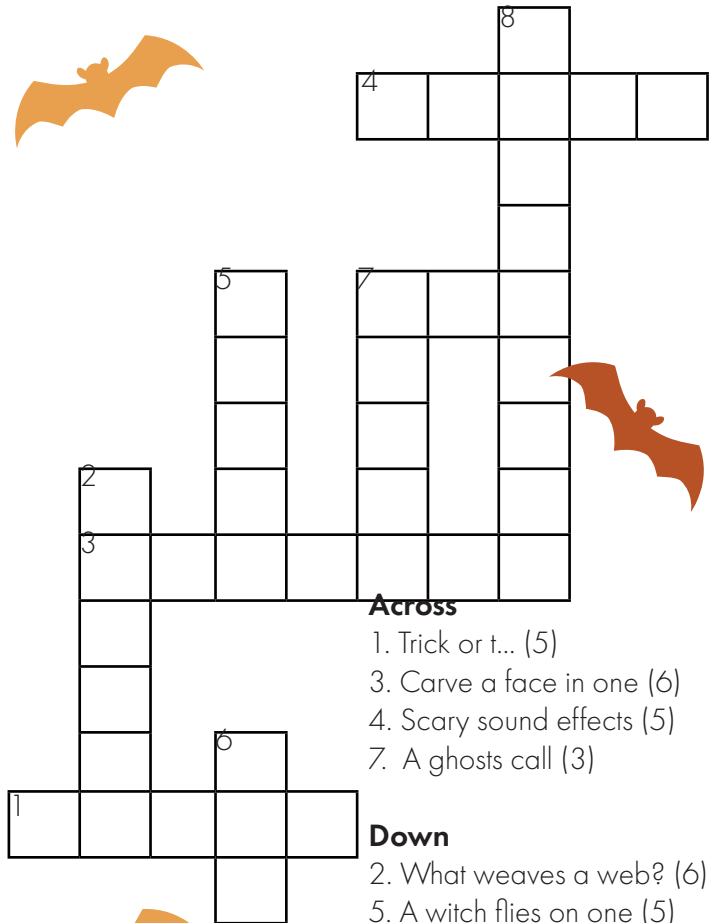 8
4
5
7
2
3
Across
1. Trick or t... (5)
3. Carve a face in one (6)
4. Scary sound effects (5)
7. A ghosts call (3)
6
1
Down
2. What weaves a web? (6)
5. A witch flies on one (5)